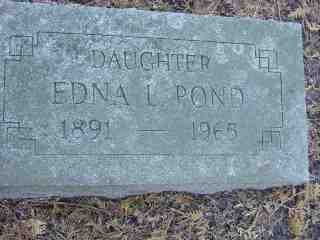 DAUGHTER
EDNA L. POND
1891 — 1965